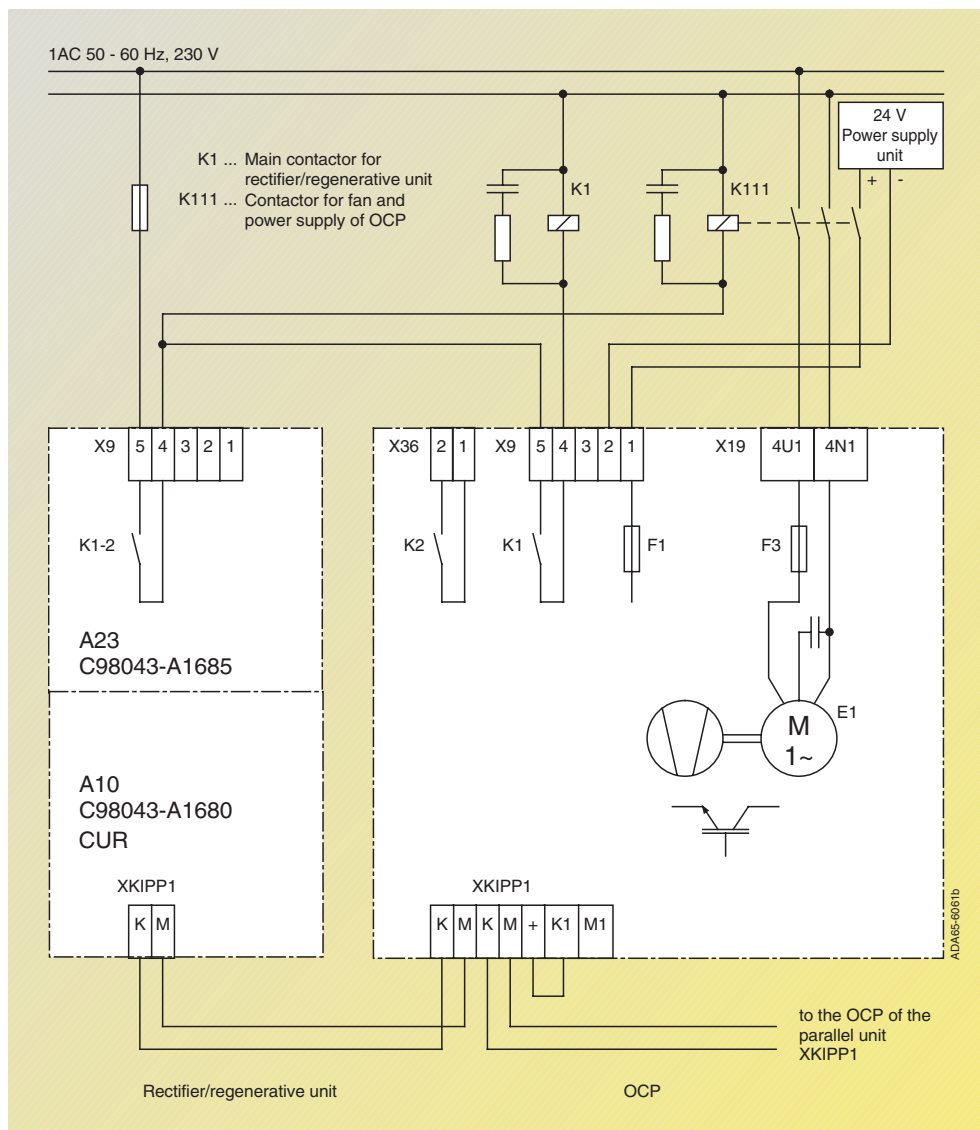 1AC 50 - 60 Hz, 230 V
24 V
Power supply
unit
+ -
K1 ... Main contactor for
rectifier/regenerative unit
K111 ... Contactor for fan and
power supply of OCP
K1
K111
X9 5 4 3 2 1
X36 2 1
X9 5 4 3 2 1
X19 4U1 4N1
K1-2
K2
K1
F1
F3
A23
C98043-A1685
E1
M
1~
A10
C98043-A1680
CUR
XKIPP1
K M
XKIPP1
K M K M + K1 M1
ADA65-6061b
to the OCP of the
parallel unit
XKIPP1
Rectifier/regenerative unit
OCP